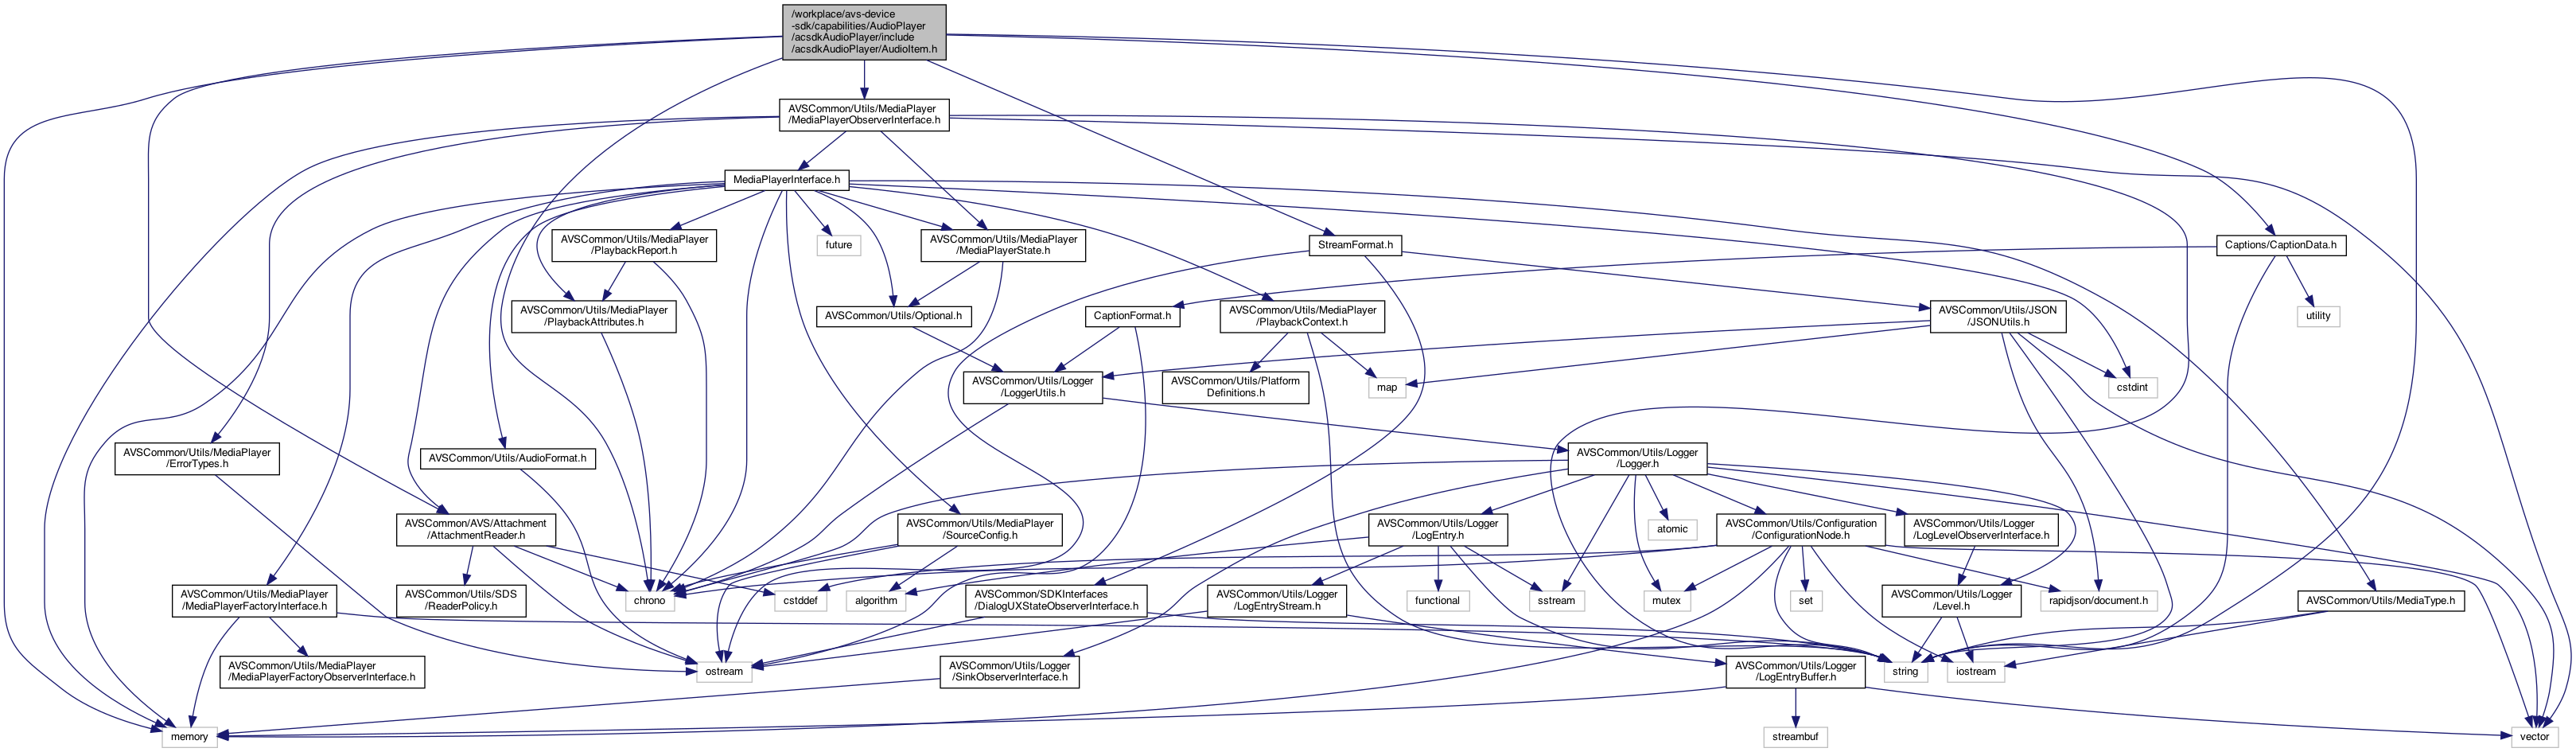 /workplace/avs-device
-sdk/capabilities/AudioPlayer
/acsdkAudioPlayer/include
/acsdkAudioPlayer/AudioItem.h
AVSCommon/Utils/MediaPlayer
/MediaPlayerObserverInterface.h
MediaPlayerInterface.h
AVSCommon/Utils/MediaPlayer
/PlaybackReport.h
future
AVSCommon/Utils/MediaPlayer
/MediaPlayerState.h
StreamFormat.h
Captions/CaptionData.h
AVSCommon/Utils/MediaPlayer
/PlaybackAttributes.h
AVSCommon/Utils/Optional.h
CaptionFormat.h
AVSCommon/Utils/MediaPlayer
/PlaybackContext.h
AVSCommon/Utils/JSON
/JSONUtils.h
utility
AVSCommon/Utils/Logger
/LoggerUtils.h
AVSCommon/Utils/Platform
Definitions.h
map
cstdint
AVSCommon/Utils/MediaPlayer
/ErrorTypes.h
AVSCommon/Utils/AudioFormat.h
AVSCommon/Utils/Logger
/Logger.h
AVSCommon/AVS/Attachment
/AttachmentReader.h
AVSCommon/Utils/MediaPlayer
/SourceConfig.h
AVSCommon/Utils/Logger
/LogEntry.h
atomic
AVSCommon/Utils/Configuration
/ConfigurationNode.h
AVSCommon/Utils/Logger
/LogLevelObserverInterface.h
AVSCommon/Utils/MediaPlayer
/MediaPlayerFactoryInterface.h
AVSCommon/Utils/SDS
/ReaderPolicy.h
chrono
cstddef
algorithm
AVSCommon/SDKInterfaces
/DialogUXStateObserverInterface.h
AVSCommon/Utils/Logger
/LogEntryStream.h
functional
sstream
mutex
set
AVSCommon/Utils/Logger
/Level.h
rapidjson/document.h
AVSCommon/Utils/MediaType.h
AVSCommon/Utils/MediaPlayer
/MediaPlayerFactoryObserverInterface.h
ostream
AVSCommon/Utils/Logger
/SinkObserverInterface.h
AVSCommon/Utils/Logger
/LogEntryBuffer.h
string
iostream
memory
streambuf
vector